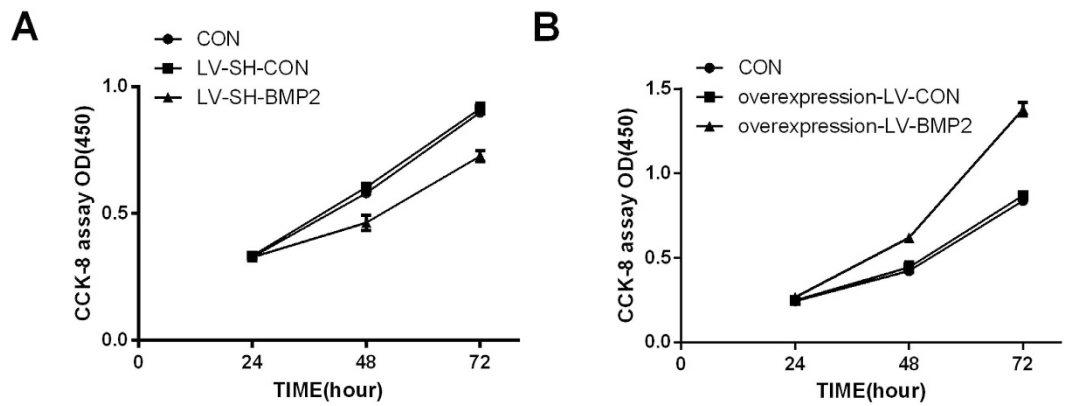 A
CON
LV-SH-CON
LV-SH-BMP2
CCK-8 assay OD(450)
1.0
0.5
0.0
0
24
48
72
TIME(hour)
B
CON
overexpression-LV-CON
overexpression-LV-BMP2
CCK-8 assay OD(450)
1.5
1.0
0.5
0.0
0
24
48
72
TIME(hour)